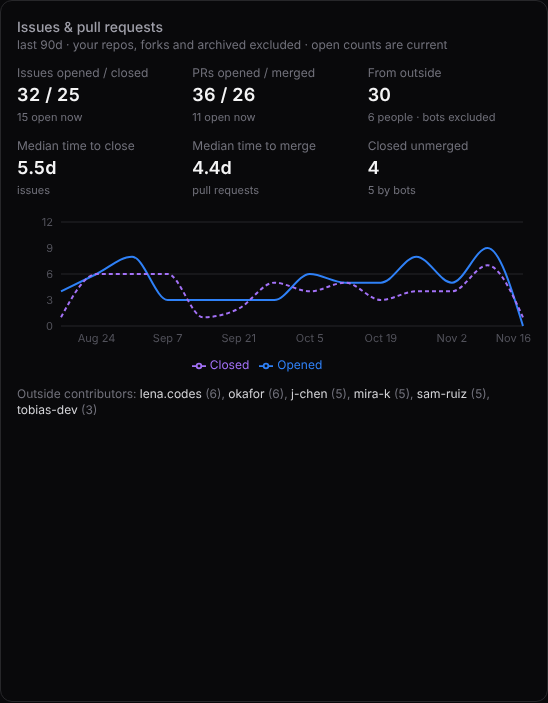 Issues & pull requests
last 90d · your repos, forks and archived excluded · open counts are current
Issues opened / closed
32 / 25
15 open now
PRs opened / merged
36 / 26
11 open now
From outside
30
6 people · bots excluded
Median time to close
5.5d
issues
Median time to merge
4.4d
pull requests
Closed unmerged
4
5 by bots
12
9
6
3
0
Aug 24
Sep 7
Sep 21
Oct 5
Oct 19
Nov 2
Nov 16
Closed
Opened
Outside contributors: lena.codes (6), okafor (6), j-chen (5), mira-k (5), sam-ruiz (5),
tobias-dev (3)